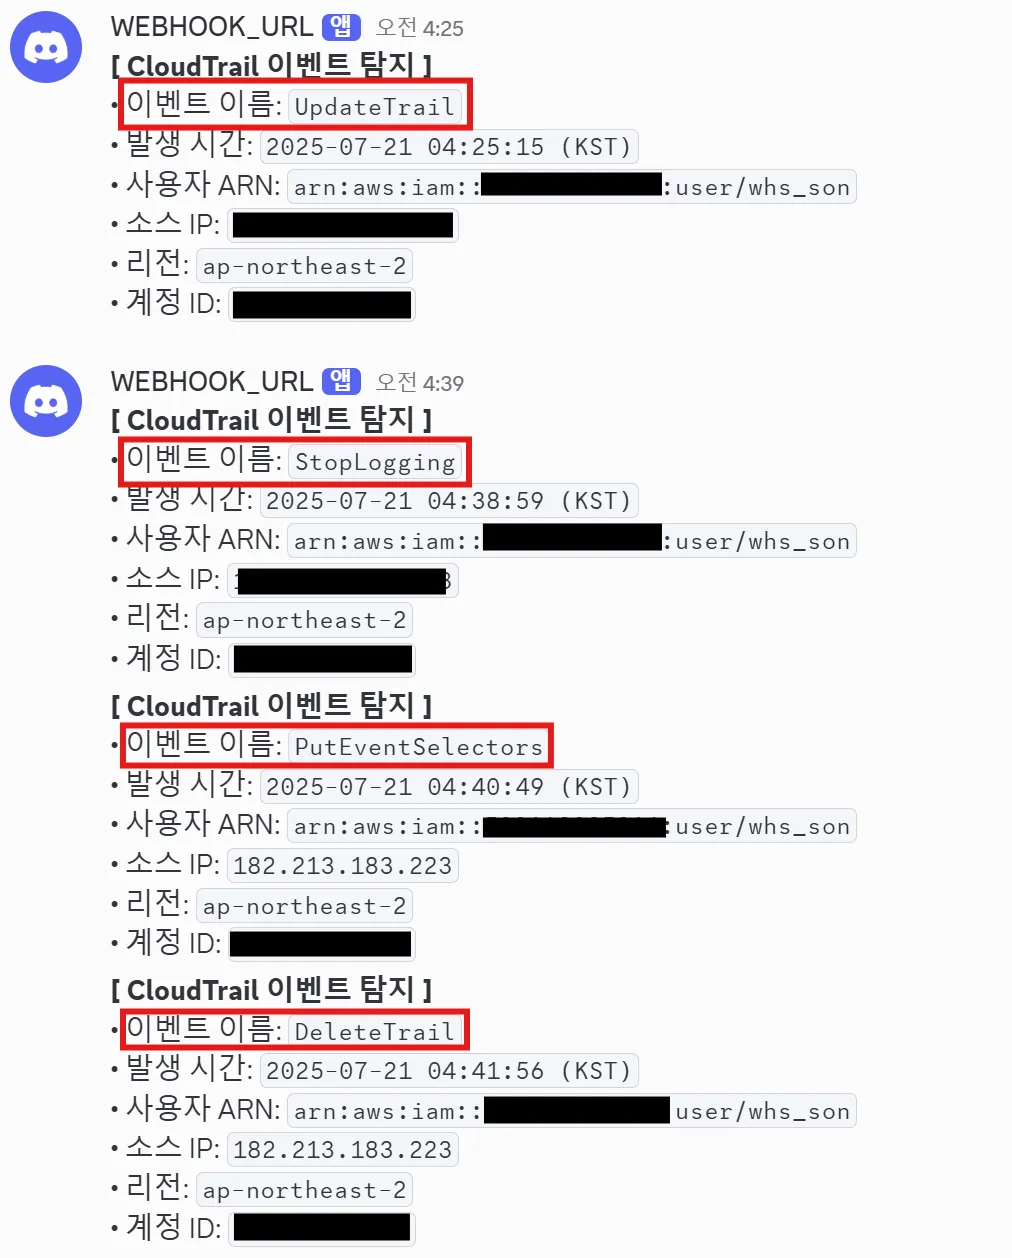 WEBHOOK_URL 앱 오전 4:25
[ CloudTrail 이벤트 탐지 ]
• 이벤트 이름: UpdateTrail
• 발생 시간: 2025-07-21 04:25:15 (KST)
• 사용자 ARN: arn:aws:iam:: :user/whs_son
• 소스 IP:
• 리전: ap-northeast-2
• 계정 ID:
WEBHOOK_URL 앱 오전 4:39
[ CloudTrail 이벤트 탐지 ]
• 이벤트 이름: StopLogging
• 발생 시간: 2025-07-21 04:38:59 (KST)
• 사용자 ARN: arn:aws:iam:: :user/whs_son
• 소스 IP:
• 리전: ap-northeast-2
• 계정 ID:
[ CloudTrail 이벤트 탐지 ]
• 이벤트 이름: PutEventSelectors
• 발생 시간: 2025-07-21 04:40:49 (KST)
• 사용자 ARN: arn:aws:iam:: :user/whs_son
• 소스 IP: 182.213.183.223
• 리전: ap-northeast-2
• 계정 ID:
[ CloudTrail 이벤트 탐지 ]
• 이벤트 이름: DeleteTrail
• 발생 시간: 2025-07-21 04:41:56 (KST)
• 사용자 ARN: arn:aws:iam:: user/whs_son
• 소스 IP: 182.213.183.223
• 리전: ap-northeast-2
• 계정 ID: